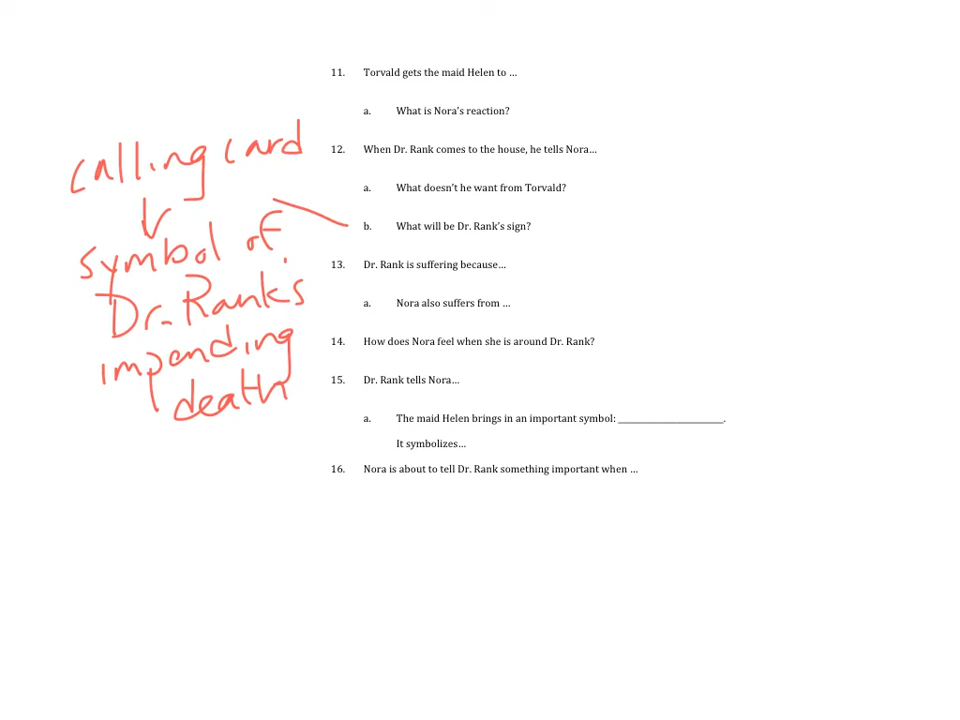 11. Torvald gets the maid Helen to …
a. What is Nora's reaction?
12. When Dr. Rank comes to the house, he tells Nora…
a. What doesn't he want from Torvald?
b. What will be Dr. Rank's sign?
13. Dr. Rank is suffering because…
a. Nora also suffers from …
14. How does Nora feel when she is around Dr. Rank?
15. Dr. Rank tells Nora…
a. The maid Helen brings in an important symbol: ______________________.
It symbolizes…
16. Nora is about to tell Dr. Rank something important when …
calling card
symbol of
Dr. Rank's
impending
death